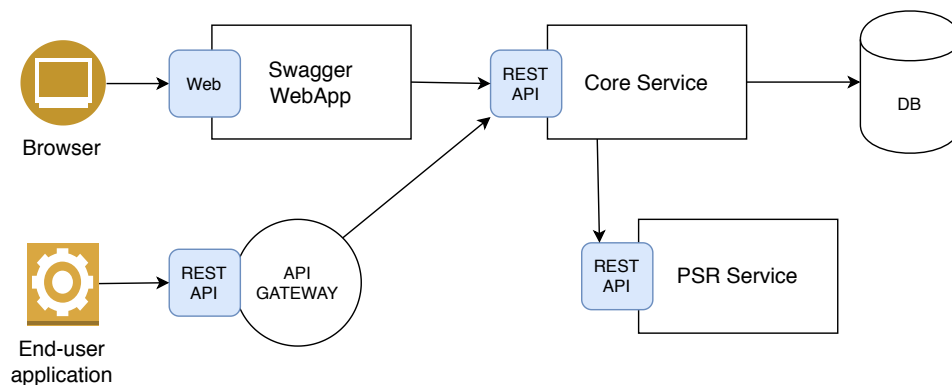 Web
Swagger
WebApp
REST
API
Core Service
DB
Browser
REST
API
API
GATEWAY
REST
API
PSR Service
End-user
application